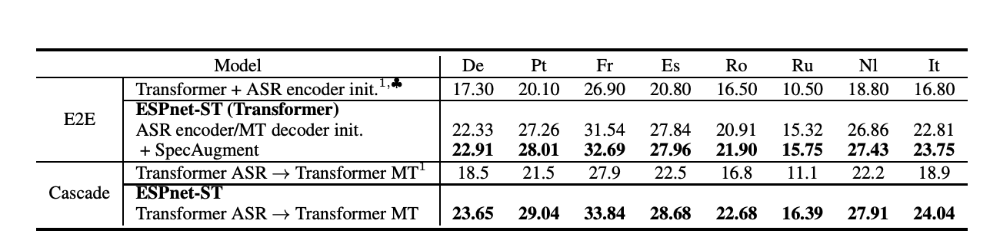 Model De Pt Fr Es Ro Ru Nl It
E2E Transformer + ASR encoder init.1,♣ 17.30 20.10 26.90 20.80 16.50 10.50 18.80 16.80
ESPnet-ST (Transformer)
ASR encoder/MT decoder init. 22.33 27.26 31.54 27.84 20.91 15.32 26.86 22.81
+ SpecAugment 22.91 28.01 32.69 27.96 21.90 15.75 27.43 23.75
Cascade Transformer ASR → Transformer MT1 18.5 21.5 27.9 22.5 16.8 11.1 22.2 18.9
ESPnet-ST
Transformer ASR → Transformer MT 23.65 29.04 33.84 28.68 22.68 16.39 27.91 24.04